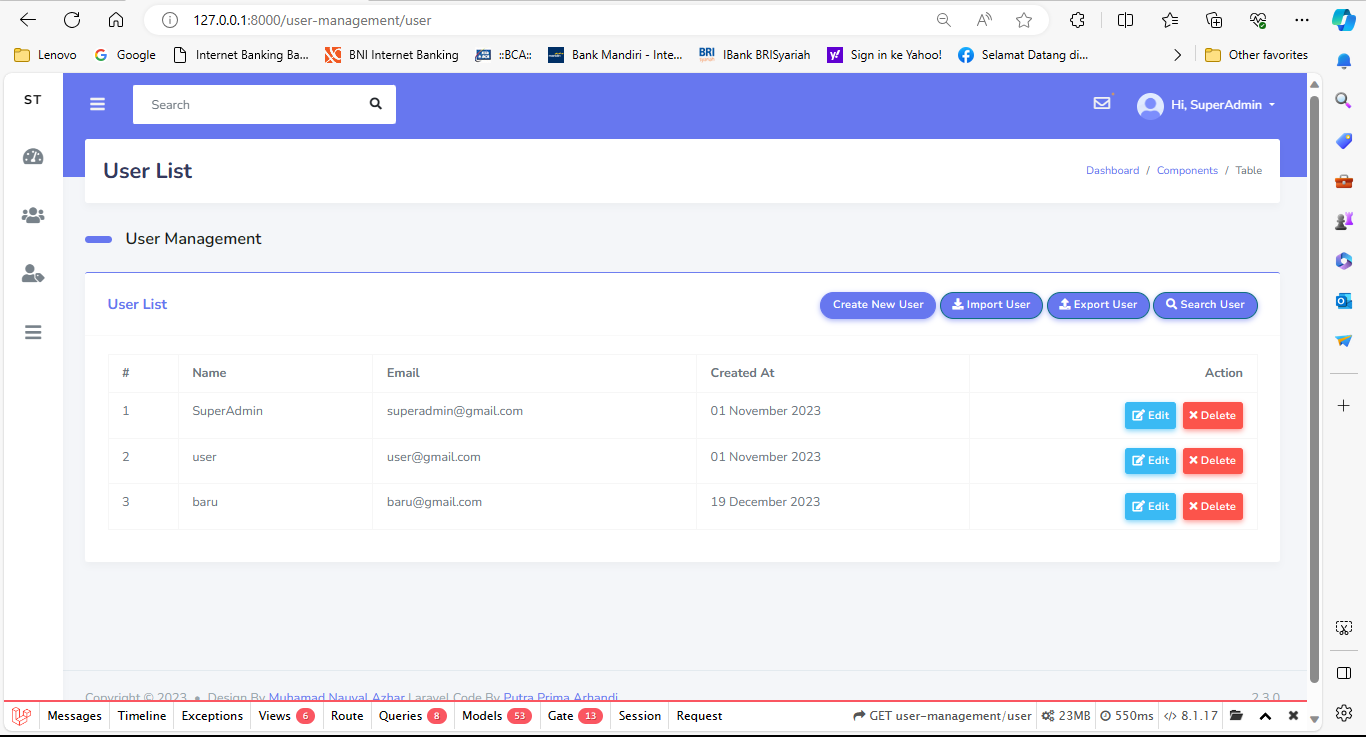 127.0.0.1:8000/user-management/user
Lenovo Google Internet Banking Ba... BNI Internet Banking ::BCA:: Bank Mandiri - Inte... IBank BRISyariah Sign in ke Yahoo! Selamat Datang di... Other favorites
ST
Search
Hi, SuperAdmin
User List
Dashboard / Components / Table
User Management
User List
Create New User Import User Export User Search User
# Name Email Created At Action
1 SuperAdmin superadmin@gmail.com 01 November 2023 Edit Delete
2 user user@gmail.com 01 November 2023 Edit Delete
3 baru baru@gmail.com 19 December 2023 Edit Delete
Copyright © 2023 • Design By Muhamad Nauval Azhar Laravel Code By Putra Prima Arhandi 2.3.0
Messages Timeline Exceptions Views 6 Route Queries 8 Models 53 Gate 13 Session Request GET user-management/user 23MB 550ms </> 8.1.17